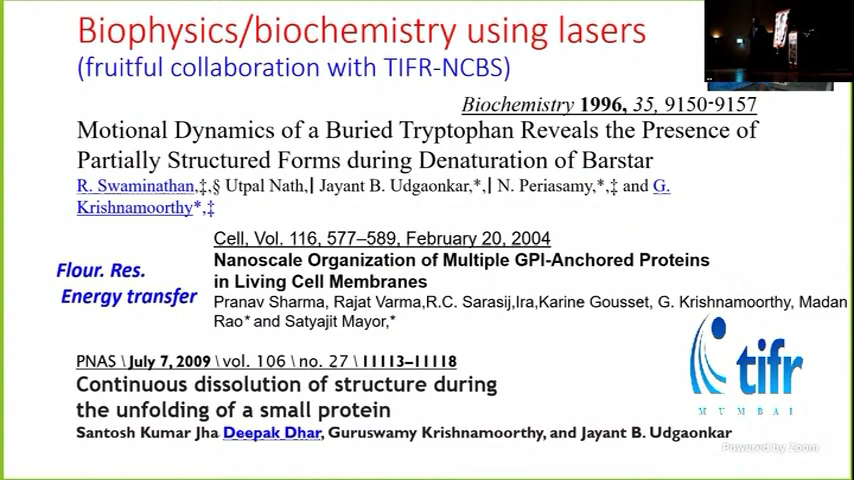 Biophysics/biochemistry using lasers
(fruitful collaboration with TIFR-NCBS)
Biochemistry 1996, 35, 9150-9157
Motional Dynamics of a Buried Tryptophan Reveals the Presence of
Partially Structured Forms during Denaturation of Barstar
R. Swaminathan,‡,§ Utpal Nath,| Jayant B. Udgaonkar,*,| N. Periasamy,*,‡ and G.
Krishnamoorthy*,‡
Cell, Vol. 116, 577–589, February 20, 2004
Nanoscale Organization of Multiple GPI-Anchored Proteins
in Living Cell Membranes
Flour. Res.
Energy transfer
Pranav Sharma, Rajat Varma,R.C. Sarasij,Ira,Karine Gousset, G. Krishnamoorthy, Madan
Rao* and Satyajit Mayor,*
PNAS \ July 7, 2009 \ vol. 106 \ no. 27 \ 11113–11118
Continuous dissolution of structure during
the unfolding of a small protein
Santosh Kumar Jha Deepak Dhar, Guruswamy Krishnamoorthy, and Jayant B. Udgaonkar
tifr
MUMBAI
Powered by Zoom